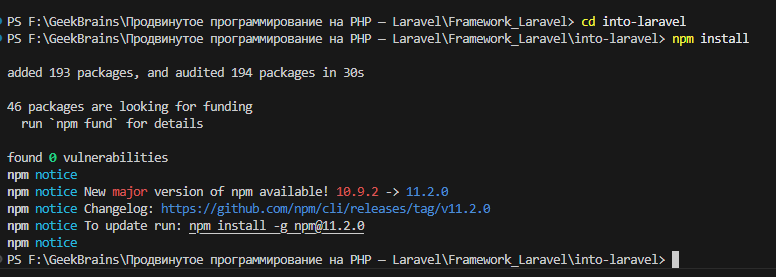 PS F:\GeekBrains\Продвинутое программирование на PHP — Laravel\Framework_Laravel> cd into-laravel
PS F:\GeekBrains\Продвинутое программирование на PHP — Laravel\Framework_Laravel\into-laravel> npm install
added 193 packages, and audited 194 packages in 30s
46 packages are looking for funding
run `npm fund` for details
found 0 vulnerabilities
npm notice
npm notice New major version of npm available! 10.9.2 -> 11.2.0
npm notice Changelog: https://github.com/npm/cli/releases/tag/v11.2.0
npm notice To update run: npm install -g npm@11.2.0
npm notice
PS F:\GeekBrains\Продвинутое программирование на PHP — Laravel\Framework_Laravel\into-laravel>